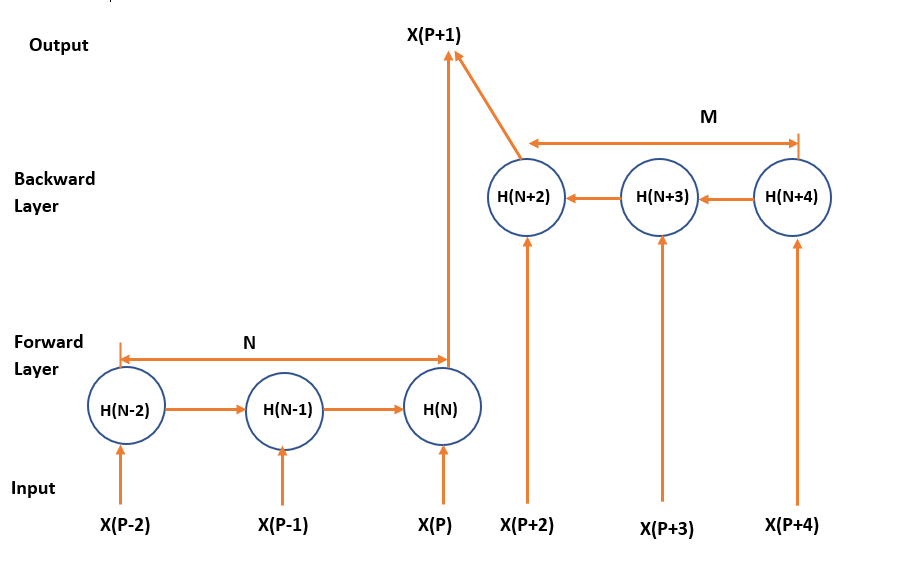 Output
X(P+1)
M
Backward
Layer
H(N+2)
H(N+3)
H(N+4)
Forward
Layer
N
H(N-2)
H(N-1)
H(N)
Input
X(P-2)
X(P-1)
X(P)
X(P+2)
X(P+3)
X(P+4)